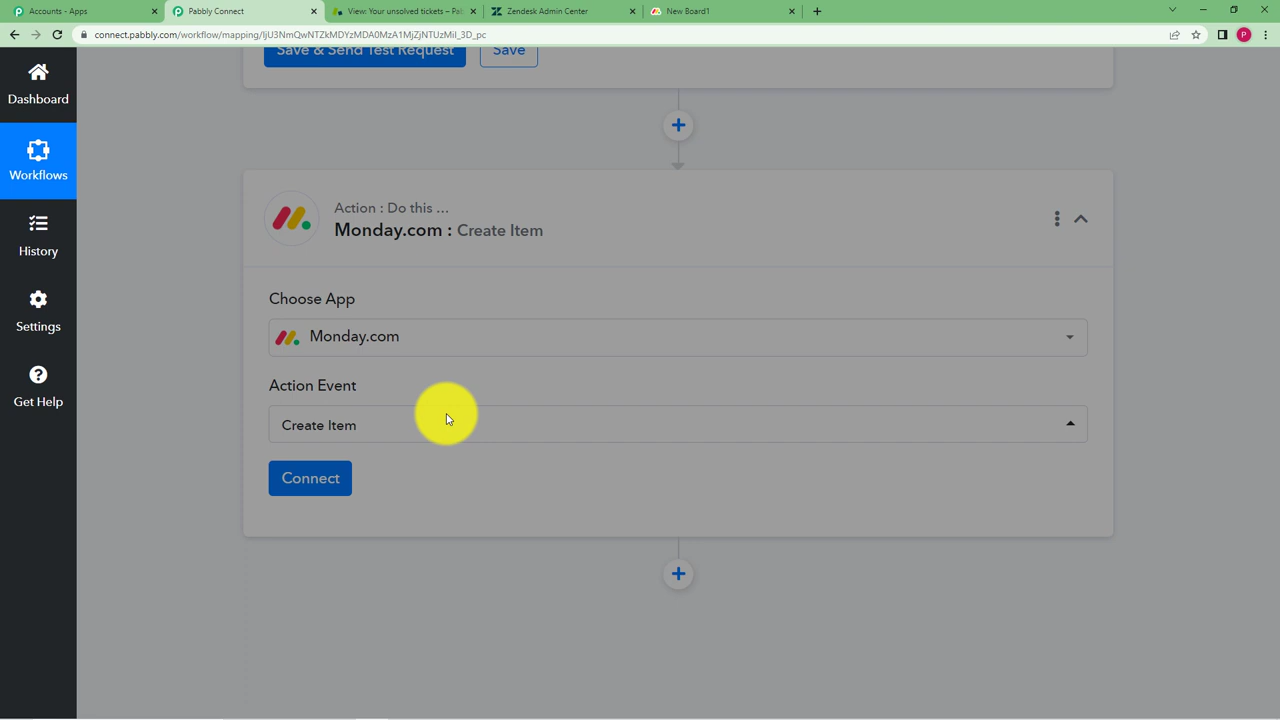 Accounts - Apps
Pabbly Connect
View: Your unsolved tickets – Pab
Zendesk Admin Center
New Board1
connect.pabbly.com/workflow/mapping/IjU3NmQwNTZkMDYzMDA0MzA1MjZjNTUzMiI_3D_pc
P
Dashboard
Workflows
History
Settings
Get Help
Save & Send Test Request
Save
Action : Do this ...
Monday.com : Create Item
Choose App
Monday.com
Action Event
Create Item
Connect